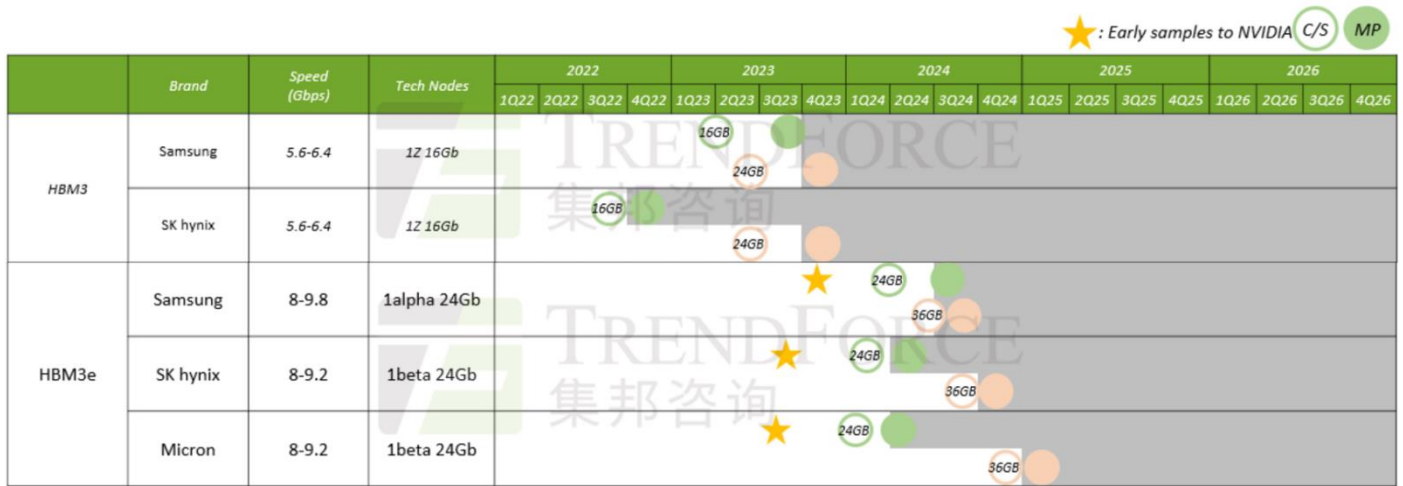 : Early samples to NVIDIA C/S MP
Brand Speed (Gbps) Tech Nodes 2022 2023 2024 2025 2026
1Q22 2Q22 3Q22 4Q22 1Q23 2Q23 3Q23 4Q23 1Q24 2Q24 3Q24 4Q24 1Q25 2Q25 3Q25 4Q25 1Q26 2Q26 3Q26 4Q26
TRENDFORCE
集邦咨询
HBM3
Samsung 5.6-6.4 1Z 16Gb 16GB
24GB
SK hynix 5.6-6.4 1Z 16Gb 16GB
24GB
HBM3e
Samsung 8-9.8 1alpha 24Gb 24GB
36GB
TRENDFORCE
集邦咨询
SK hynix 8-9.2 1beta 24Gb 24GB
36GB
Micron 8-9.2 1beta 24Gb 24GB
36GB